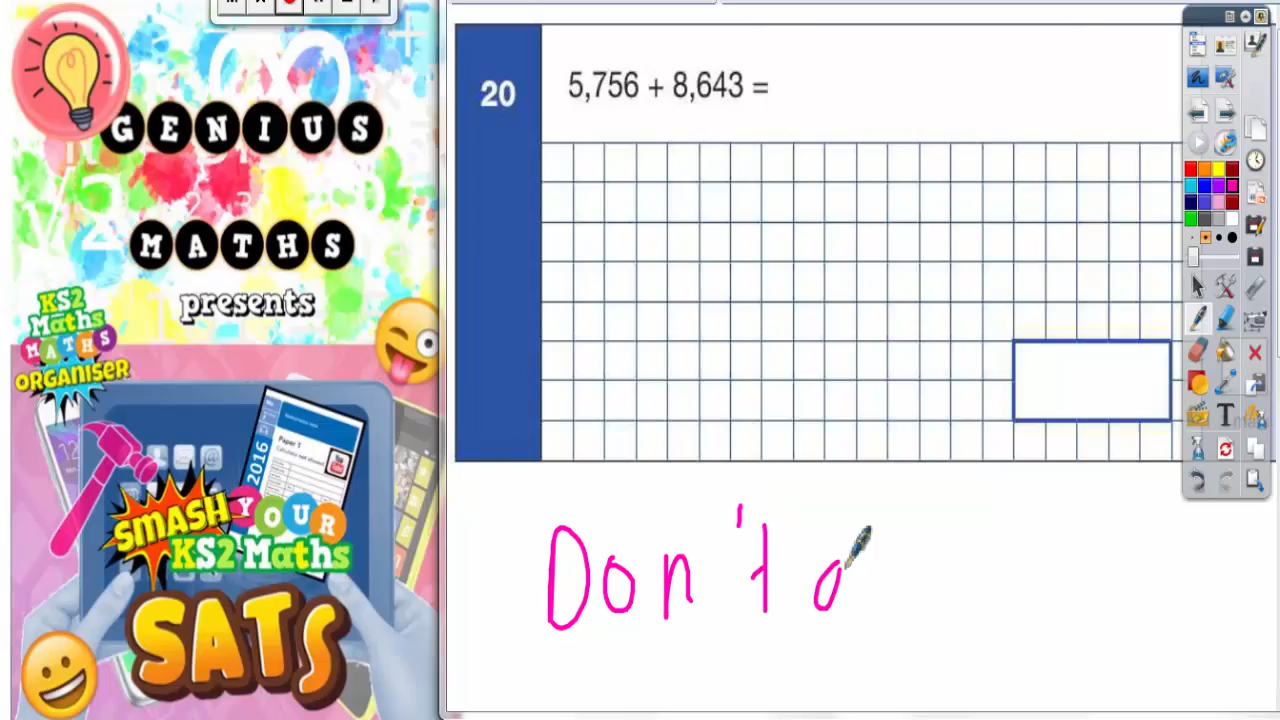 GENIUS
MATHS
presents
KS2
Maths
MATHS
ORGANISER
2016
Paper 1
SMASH YOUR
KS2 Maths
SATS
20 5,756 + 8,643 =
Don't a